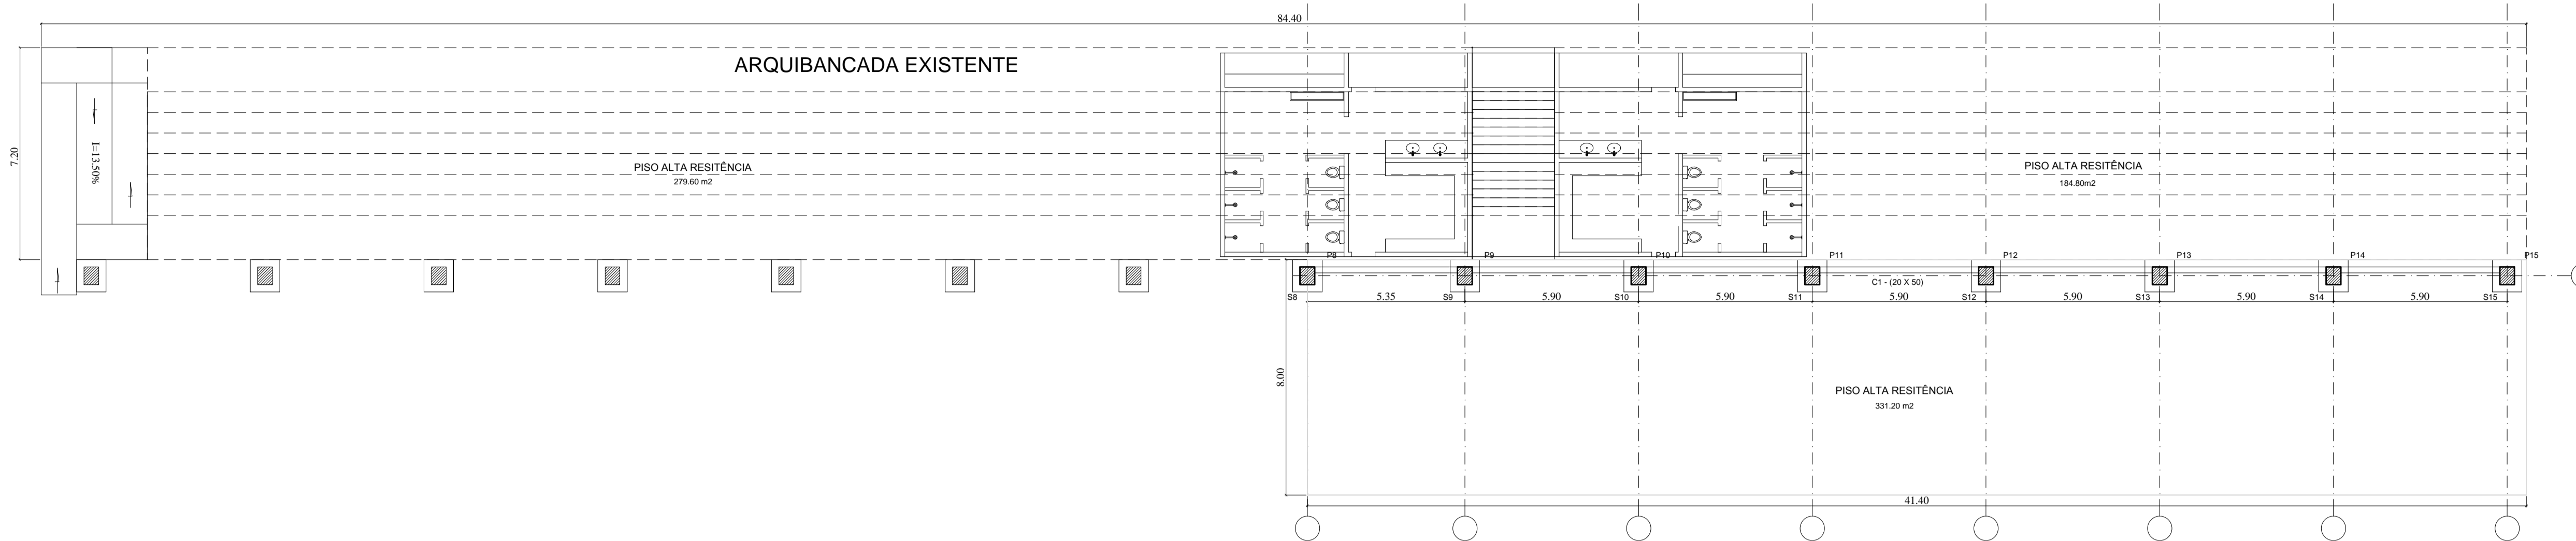 84.40
ARQUIBANCADA EXISTENTE
7.20
I=13.50%
PISO ALTA RESITÊNCIA
279.60 m2
PISO ALTA RESITÊNCIA
184.80m2
P8
P9
P10
P11
P12
P13
P14
P15
C1 - (20 X 50)
S8
5.35
S9
5.90
S10
5.90
S11
5.90
S12
5.90
S13
5.90
S14
5.90
S15
8.00
PISO ALTA RESITÊNCIA
331.20 m2
41.40